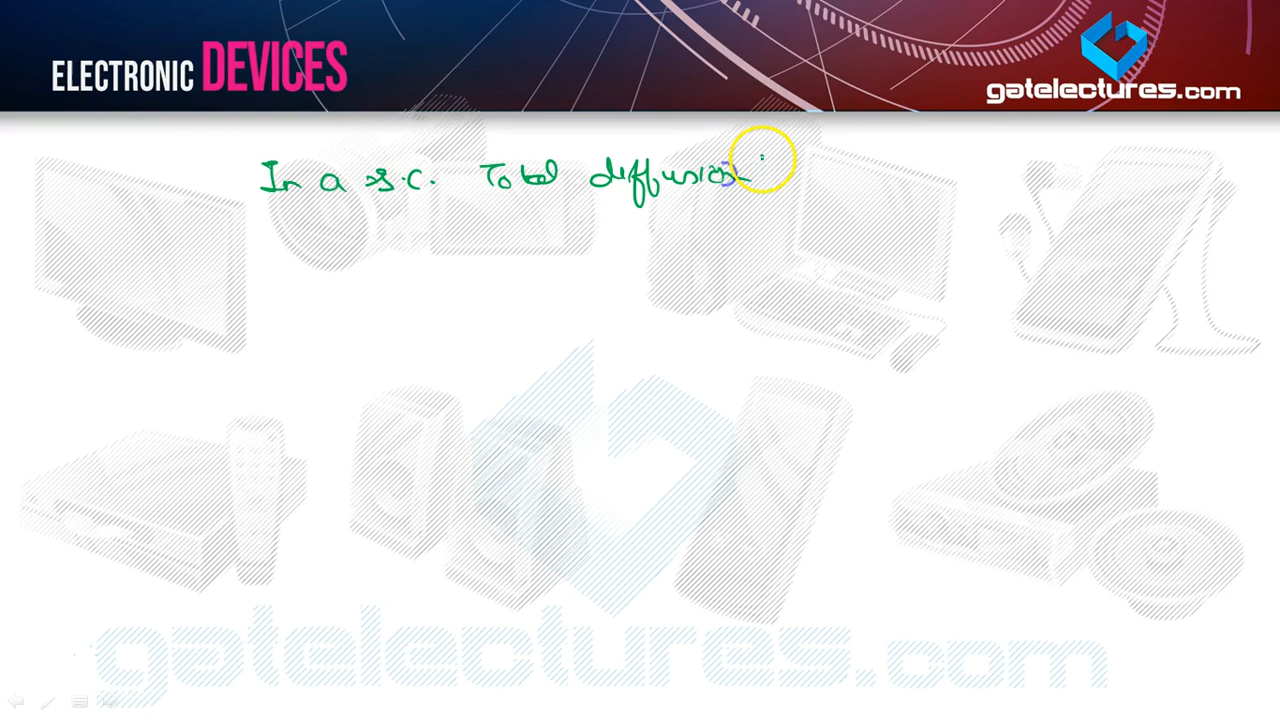 ELECTRONIC DEVICES
gatelectures.com
In a s.c. Total diffusion
gatelectures.com